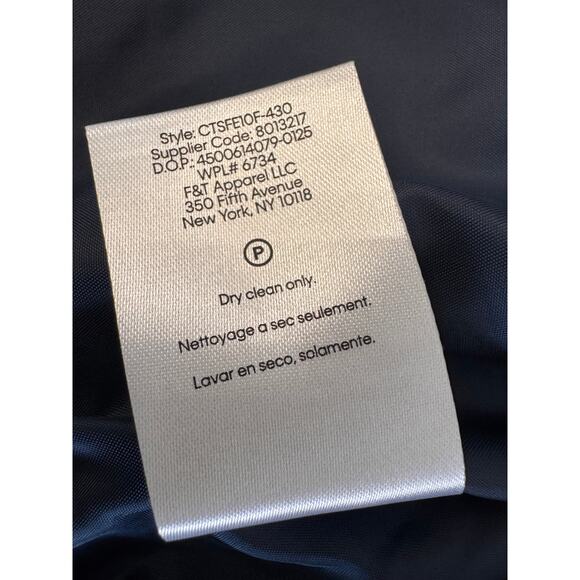 Style: CTSFE10F-430
Supplier Code: 8013217
D.O.P.: 4500614079-0125
WPL# 6734
F&T Apparel LLC
350 Fifth Avenue
New York, NY 10118
P
Dry clean only.
Nettoyage a sec seulement.
Lavar en seco, solamente.